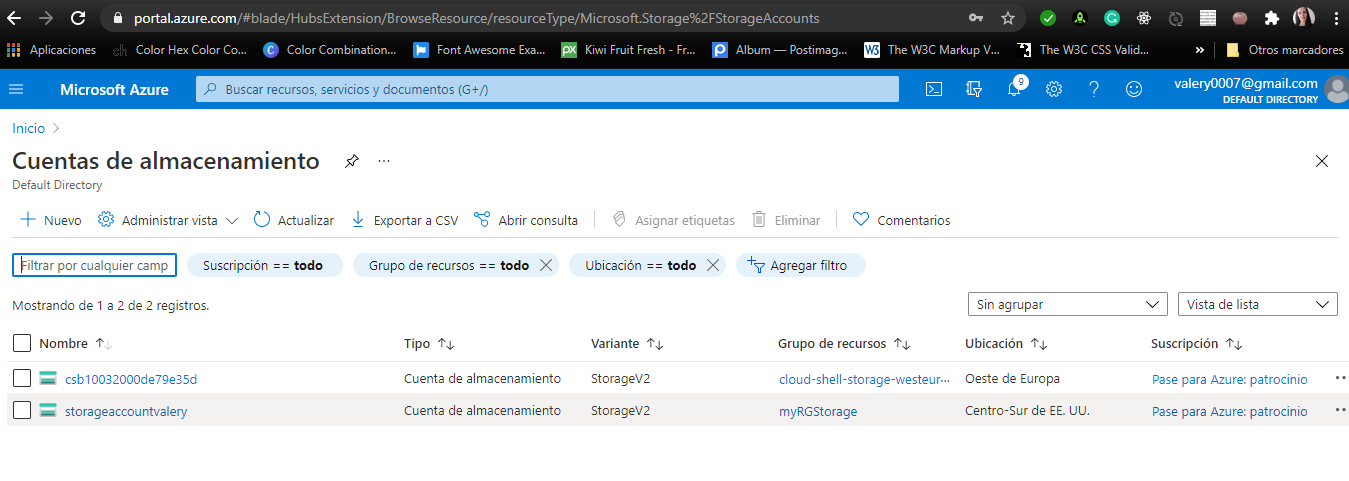 portal.azure.com/#blade/HubsExtension/BrowseResource/resourceType/Microsoft.Storage%2FStorageAccounts
Aplicaciones Color Hex Color Co... Color Combination... Font Awesome Exa... Kiwi Fruit Fresh - Fr... Album — Postimag... The W3C Markup V... The W3C CSS Valid... » Otros marcadores
Microsoft Azure Buscar recursos, servicios y documentos (G+/) 9 valery0007@gmail.com
DEFAULT DIRECTORY
Inicio >
Cuentas de almacenamiento ...
Default Directory
Nuevo Administrar vista Actualizar Exportar a CSV Abrir consulta Asignar etiquetas Eliminar Comentarios
Filtrar por cualquier camp Suscripción == todo Grupo de recursos == todo Ubicación == todo Agregar filtro
Mostrando de 1 a 2 de 2 registros. Sin agrupar Vista de lista
Nombre ↑↓ Tipo ↑↓ Variante ↑↓ Grupo de recursos ↑↓ Ubicación ↑↓ Suscripción ↑↓
csb10032000de79e35d Cuenta de almacenamiento StorageV2 cloud-shell-storage-westeur... Oeste de Europa Pase para Azure: patrocinio
storageaccountvalery Cuenta de almacenamiento StorageV2 myRGStorage Centro-Sur de EE. UU. Pase para Azure: patrocinio